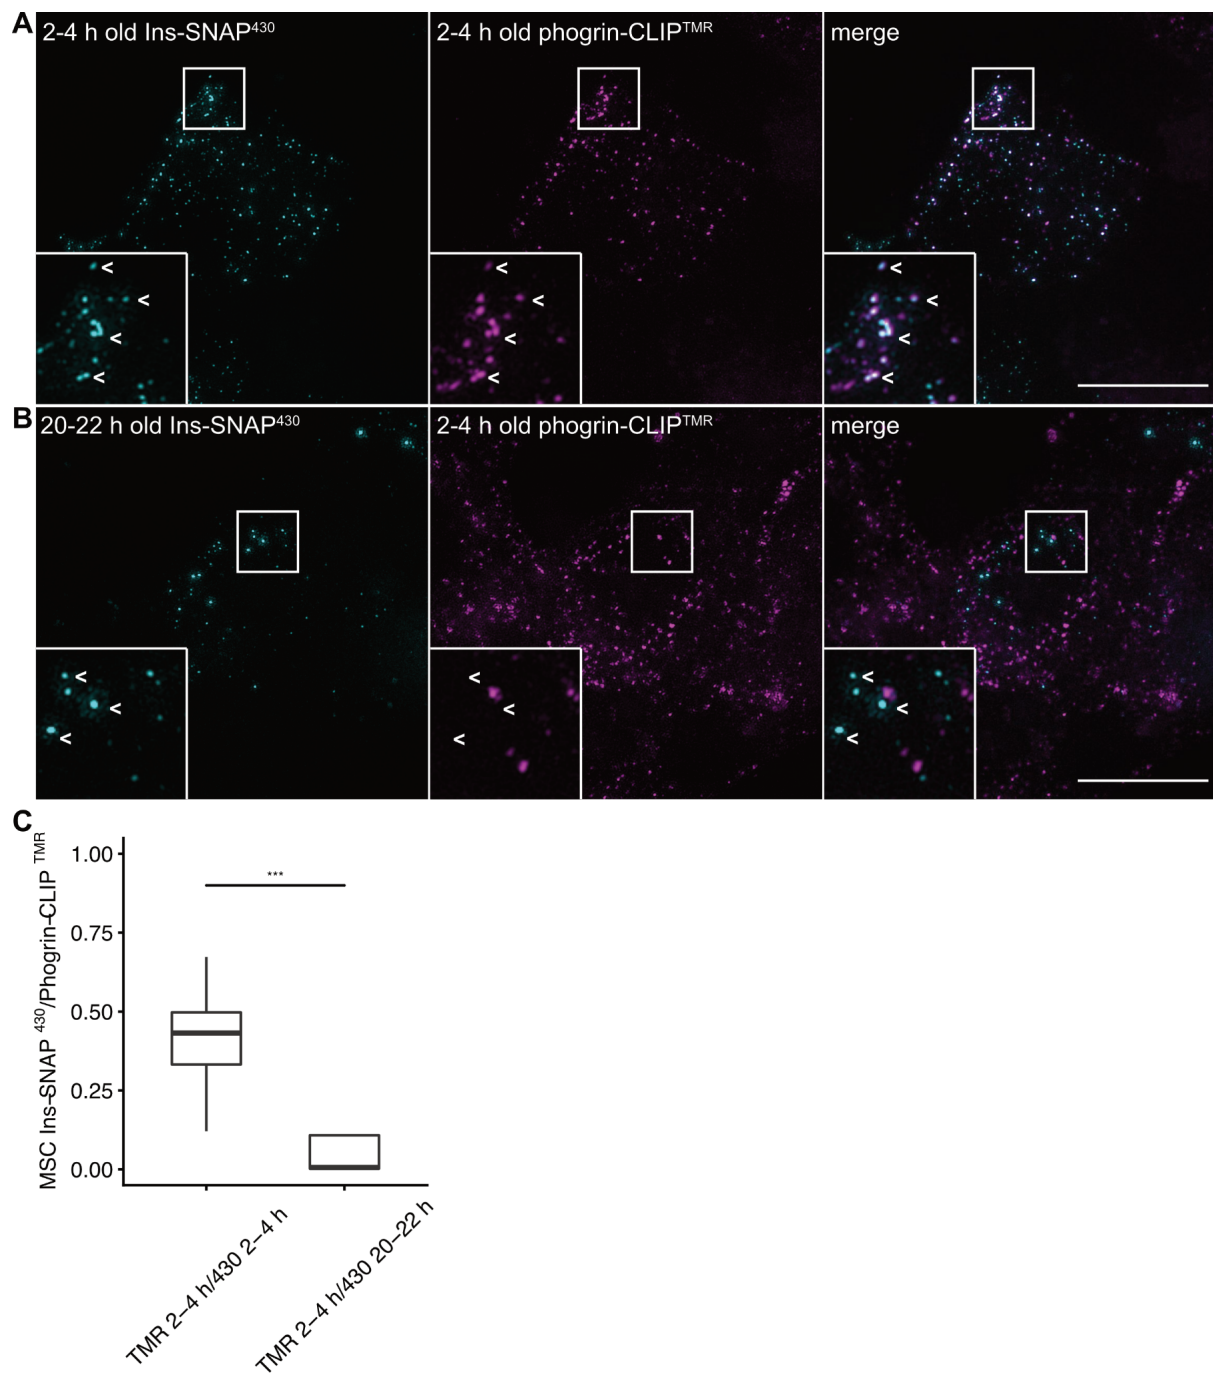 A
2-4 h old Ins-SNAP430
2-4 h old phogrin-CLIPTMR
merge
<
<
<
<
<
<
<
<
<
<
<
<
B
20-22 h old Ins-SNAP430
2-4 h old phogrin-CLIPTMR
merge
<
<
<
<
<
<
<
<
<
C
MSC Ins–SNAP 430/Phogrin–CLIP TMR
1.00
0.75
0.50
0.25
0.00
***
TMR 2–4 h/430 2–4 h
TMR 2–4 h/430 20–22 h